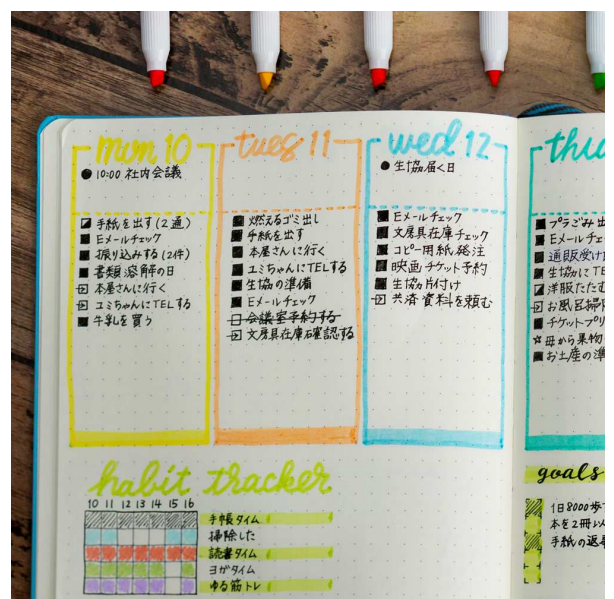 mon 10
10:00 社内会議
手紙を出す(2通)
Eメールチェック
振り込みする(2件)
書類溶解の日
本屋さんに行く
ユミちゃんにTELする
牛乳を買う
tues 11
燃えるゴミ出し
手紙を出す
本屋さんに行く
ユミちゃんにTELする
生協の準備
Eメールチェック
会議室予約する
文房具在庫確認する
wed 12
生協届く日
Eメールチェック
文房具在庫チェック
コピー用紙発注
映画チケット予約
生協片付け
共済資料を頼む
thu
プラごみ出
Eメールチェ
通販受け
生協にTE
洋服たたむ
お風呂掃
チケットプリ
母から果物
お土産の準
habit tracker
10 11 12 13 14 15 16
手帳タイム
掃除した
読書タイム
ヨガタイム
ゆる筋トレ
goals
1日8000歩
本を2冊以
手紙の返